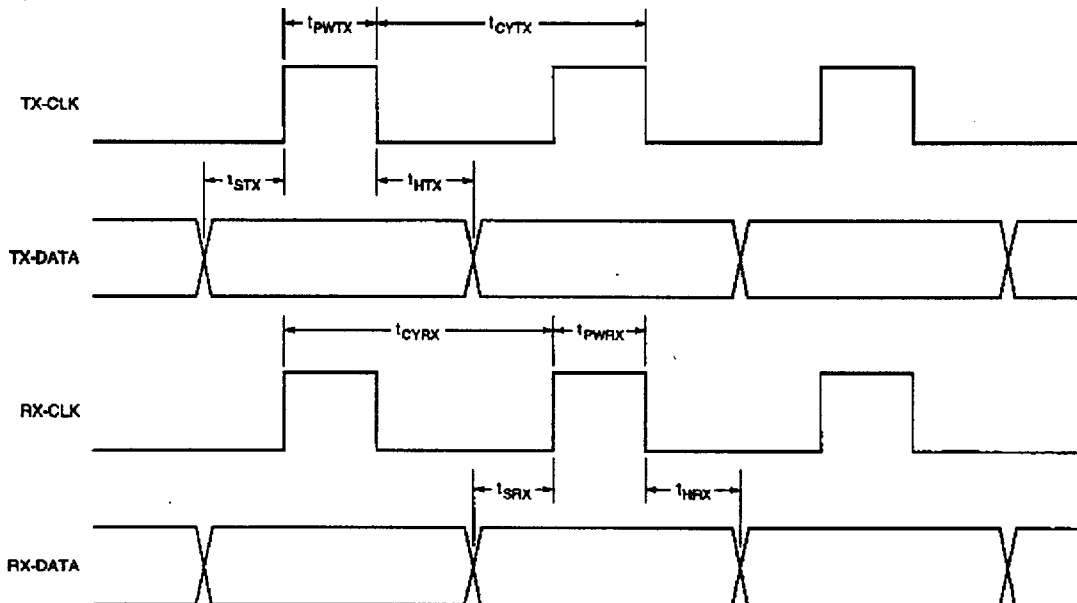 tPWTX
tCYTX
TX-CLK
tSTX
tHTX
TX-DATA
tCYRX
tPWRX
RX-CLK
tSRX
tHRX
RX-DATA